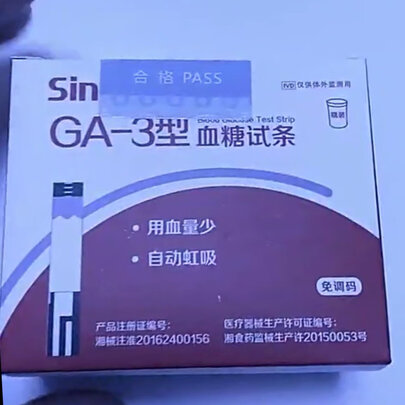 合格 PASS
Sin
IVD 仅供体外监测用
GA-3型 血糖试条
Blood Glucose Test Strip
瓶装
· 用血量少
· 自动虹吸
免调码
产品注册证编号：
湘械注准20162400156
医疗器械生产许可证编号：
湘食药监械生产许20150053号